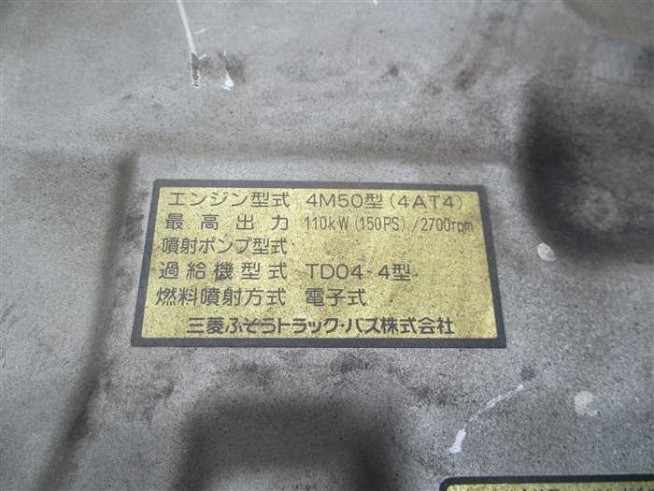 エンジン型式 4M50型(4AT4)
最高出力 110kW(150PS)/2700rpm
噴射ポンプ型式
過給機型式 TD04-4型
燃料噴射方式 電子式
三菱ふそうトラック・バス株式会社